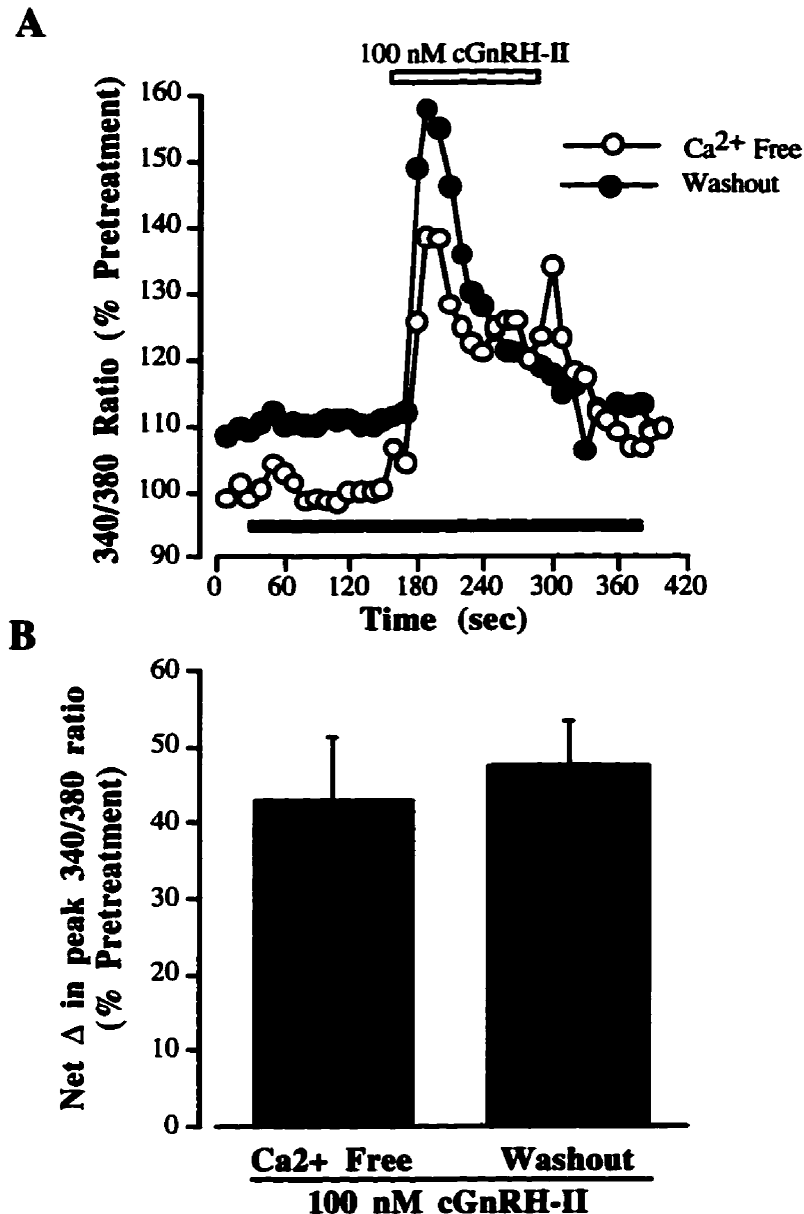 A
100 nM cGnRH-II
340/380 Ratio (% Pretreatment)
160
150
140
130
120
110
100
90
Ca2+ Free
Washout
0 60 120 180 240 300 360 420
Time (sec)
B
Net Δ in peak 340/380 ratio
(% Pretreatment)
60
50
40
30
20
10
0
Ca2+ Free Washout
100 nM cGnRH-II